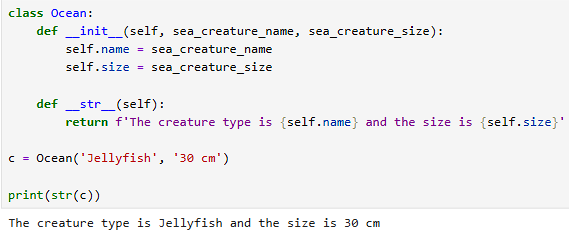 class Ocean:
    def __init__(self, sea_creature_name, sea_creature_size):
        self.name = sea_creature_name
        self.size = sea_creature_size

    def __str__(self):
        return f'The creature type is {self.name} and the size is {self.size}'

c = Ocean('Jellyfish', '30 cm')

print(str(c))
The creature type is Jellyfish and the size is 30 cm